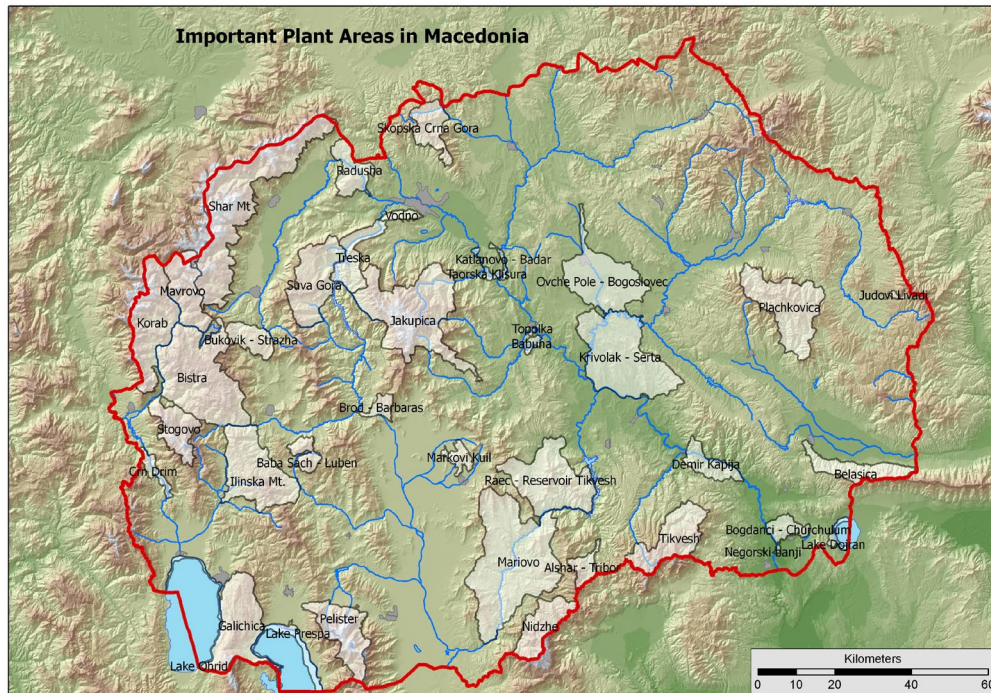 Important Plant Areas in Macedonia
Skopska Crna Gora
Radusha
Shar Mt
Vodno
Katlanovo - Badar
Treska
Taorska Klisura
Mavrovo
Suva Gora
Ovche Pole - Bogoslovec
Judovi Livadi
Plachkovica
Korab
Jakupica
Topolka
Babuna
Bukovik - Strazha
Krivolak - Serta
Bistra
Brod - Barbaras
Stogovo
Markovi Kuli
Baba Sach - Luben
Demir Kapija
Crn Drim
Belasica
Ilinska Mt.
Raec - Reservoir Tikvesh
Bogdanci - Churchulum
Tikvesh
Lake Dojran
Negorski banji
Mariovo
Alshar - Tribor
Pelister
Galichica
Nidzhe
Lake Prespa
Lake Ohrid
Kilometers
0 10 20 40 60